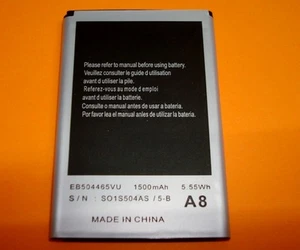 Please refer to manual before using battery.
Veuillez consulter le guide d utilisation
avant d utiliser la pile.
Referez-vous au mode d emploi
avant d utiliser la batterie.
Consulte o manual antes de usar a bateria.
Por favor lea el manual antes de utilizar la bateria.
EB504465VU 1500mAh 5.55Wh
S / N : SO1S504AS / 5-B A8
MADE IN CHINA